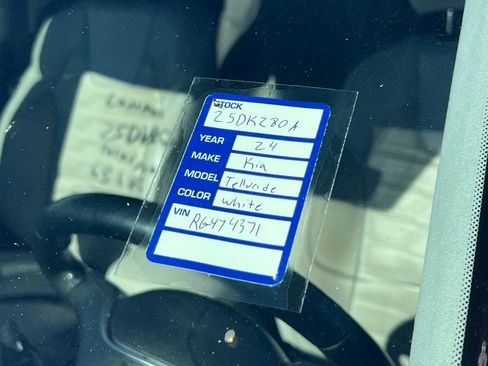 STOCK
25DK280A
YEAR 24
MAKE Kia
MODEL Telluride
COLOR White
VIN RG474371